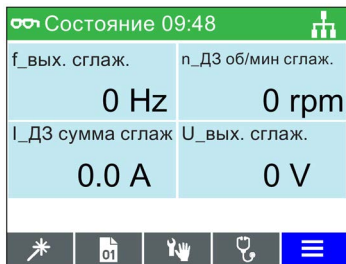 Состояние 09:48
f_вых. сглаж.
n_ДЗ об/мин сглаж.
0 Hz
0 rpm
I_ДЗ сумма сглаж
U_вых. сглаж.
0.0 A
0 V
01